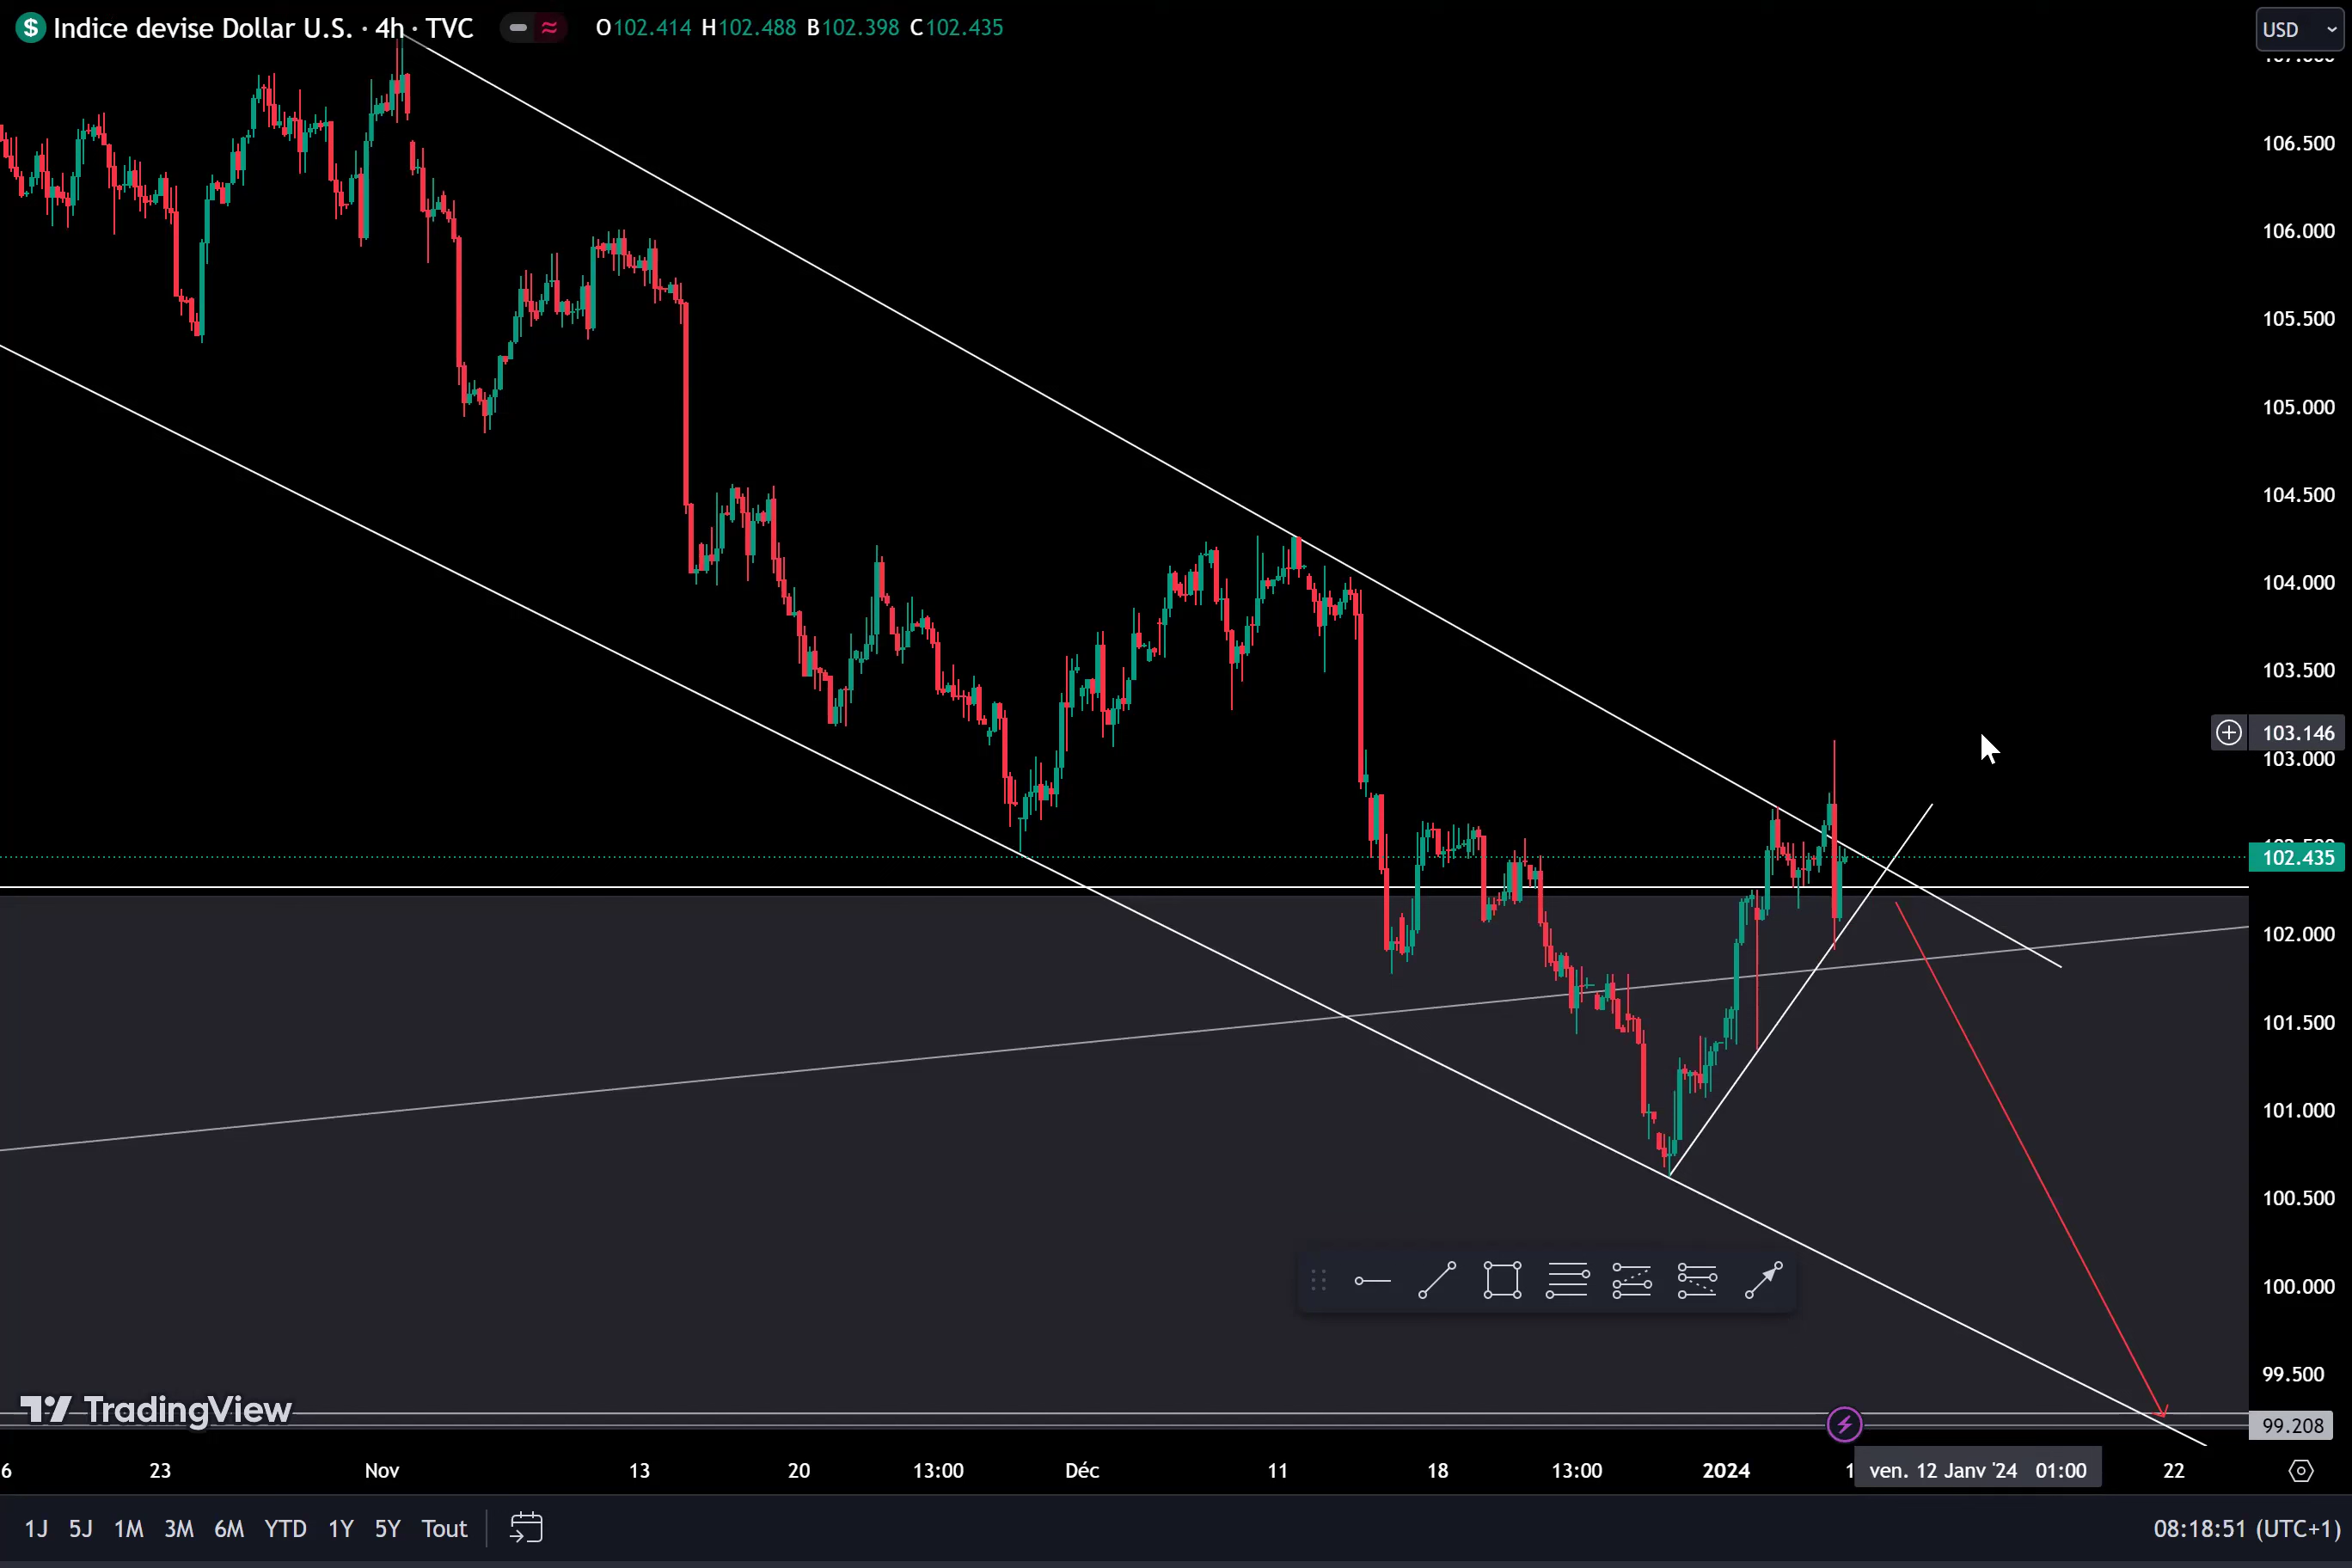 $ Indice devise Dollar U.S. · 4h · TVC O102.414 H102.488 B102.398 C102.435
USD
106.500
106.000
105.500
105.000
104.500
104.000
103.500
103.146
103.000
102.435
102.000
101.500
101.000
100.500
100.000
99.500
TradingView
99.208
6 23 Nov 13 20 13:00 Déc 11 18 13:00 2024 ven. 12 Janv '24 01:00 22
1J 5J 1M 3M 6M YTD 1Y 5Y Tout
08:18:51 (UTC+1)